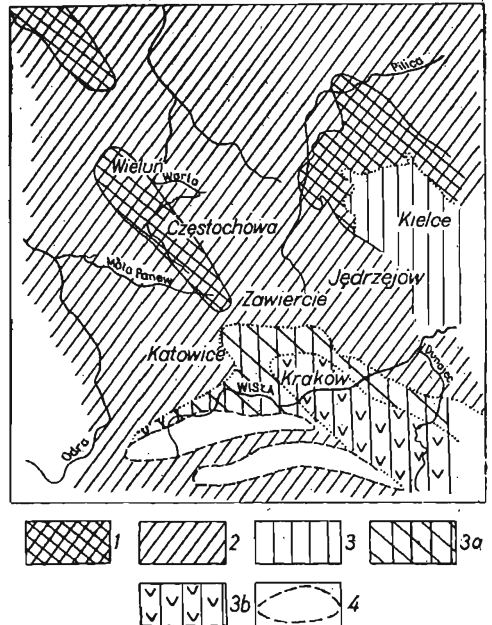 Pilica
Wieluń
Warta
Kielce
Częstochowa
Mała Panew
Jędrzejów
Zawiercie
Katowice
Dunajec
Kraków
WISŁA
Odra
1 2 3 3a
3b 4